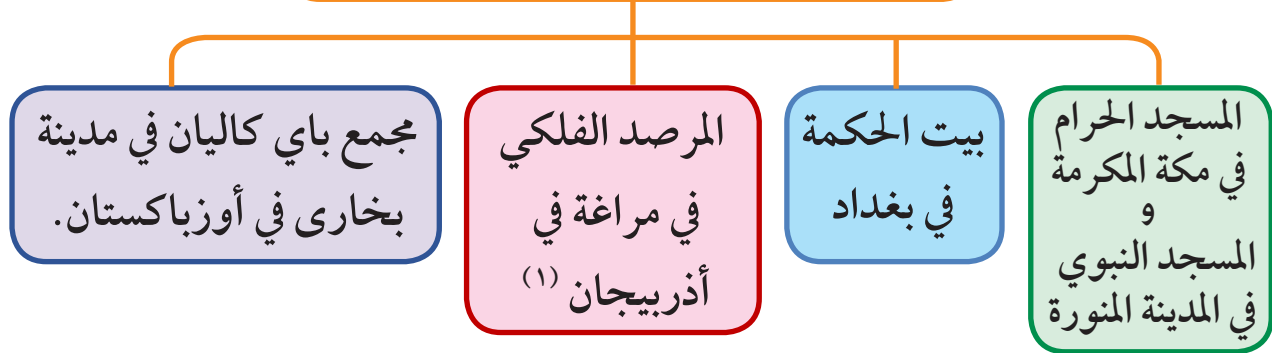 المسجد الحرام
في مكة المكرمة
و
المسجد النبوي
في المدينة المنورة
بيت الحكمة
في بغداد
المرصد الفلكي
في مراغة في
أذربيجان (١)
مجمع باي كاليان في مدينة
بخارى في أوزباكستان.